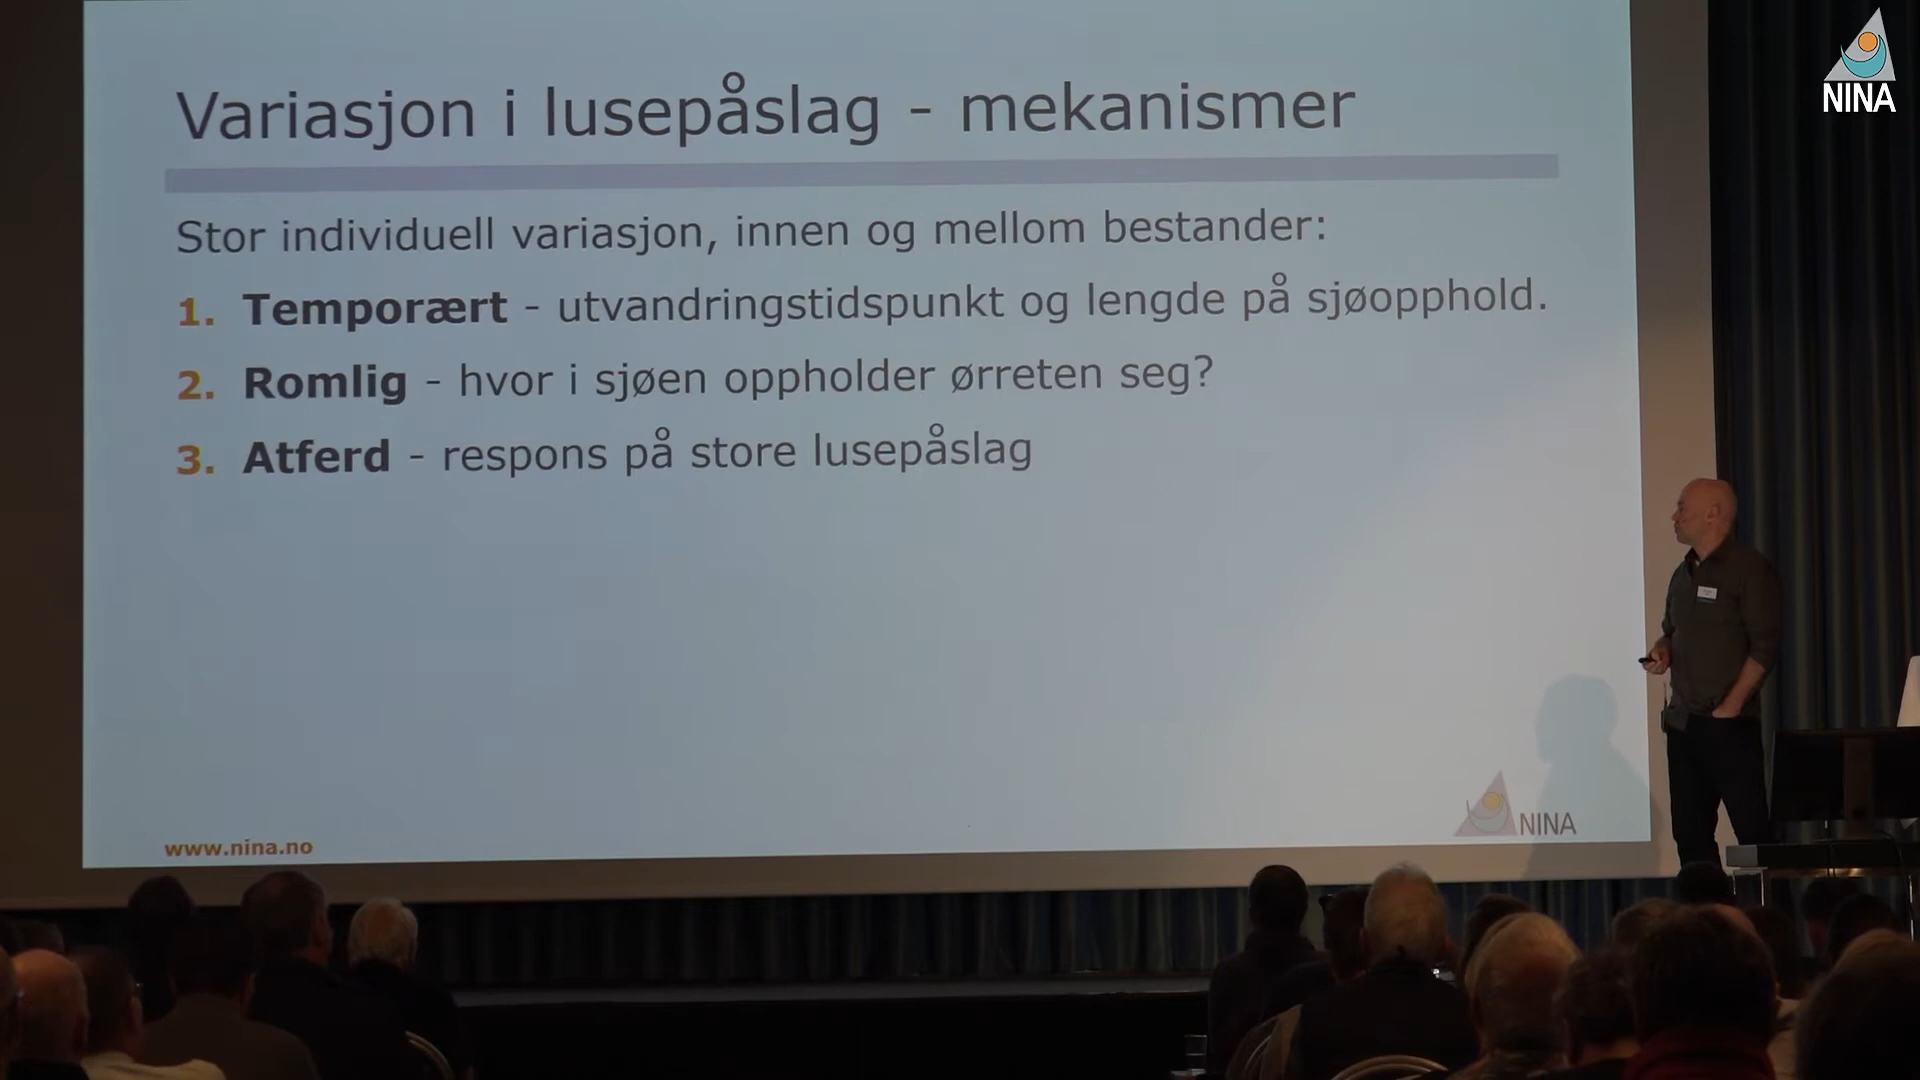 NINA
Variasjon i lusepåslag - mekanismer
Stor individuell variasjon, innen og mellom bestander:
1. Temporært - utvandringstidspunkt og lengde på sjøopphold.
2. Romlig - hvor i sjøen oppholder ørreten seg?
3. Atferd - respons på store lusepåslag
www.nina.no
NINA